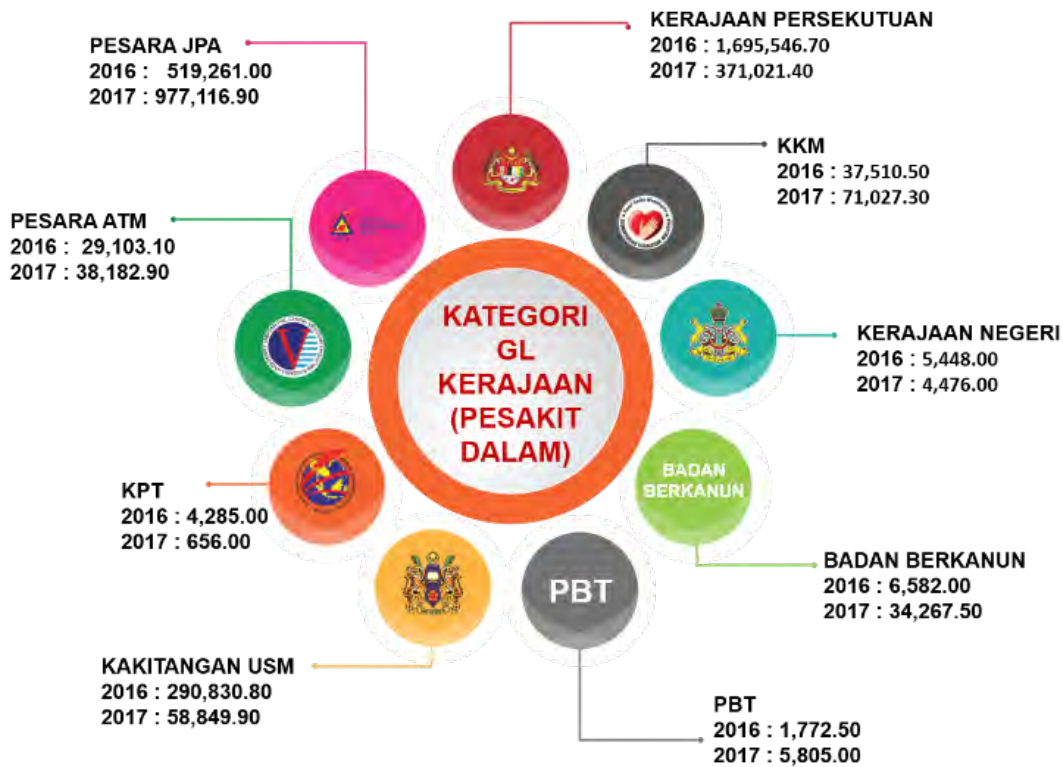 KERAJAAN PERSEKUTUAN
2016 : 1,695,546.70
2017 : 371,021.40
PESARA JPA
2016 : 519,261.00
2017 : 977,116.90
KKM
2016 : 37,510.50
2017 : 71,027.30
PESARA ATM
2016 : 29,103.10
2017 : 38,182.90
KATEGORI
GL
KERAJAAN
(PESAKIT
DALAM)
KERAJAAN NEGERI
2016 : 5,448.00
2017 : 4,476.00
BADAN
BERKANUN
KPT
2016 : 4,285.00
2017 : 656.00
BADAN BERKANUN
2016 : 6,582.00
2017 : 34,267.50
PBT
KAKITANGAN USM
2016 : 290,830.80
2017 : 58,849.90
PBT
2016 : 1,772.50
2017 : 5,805.00